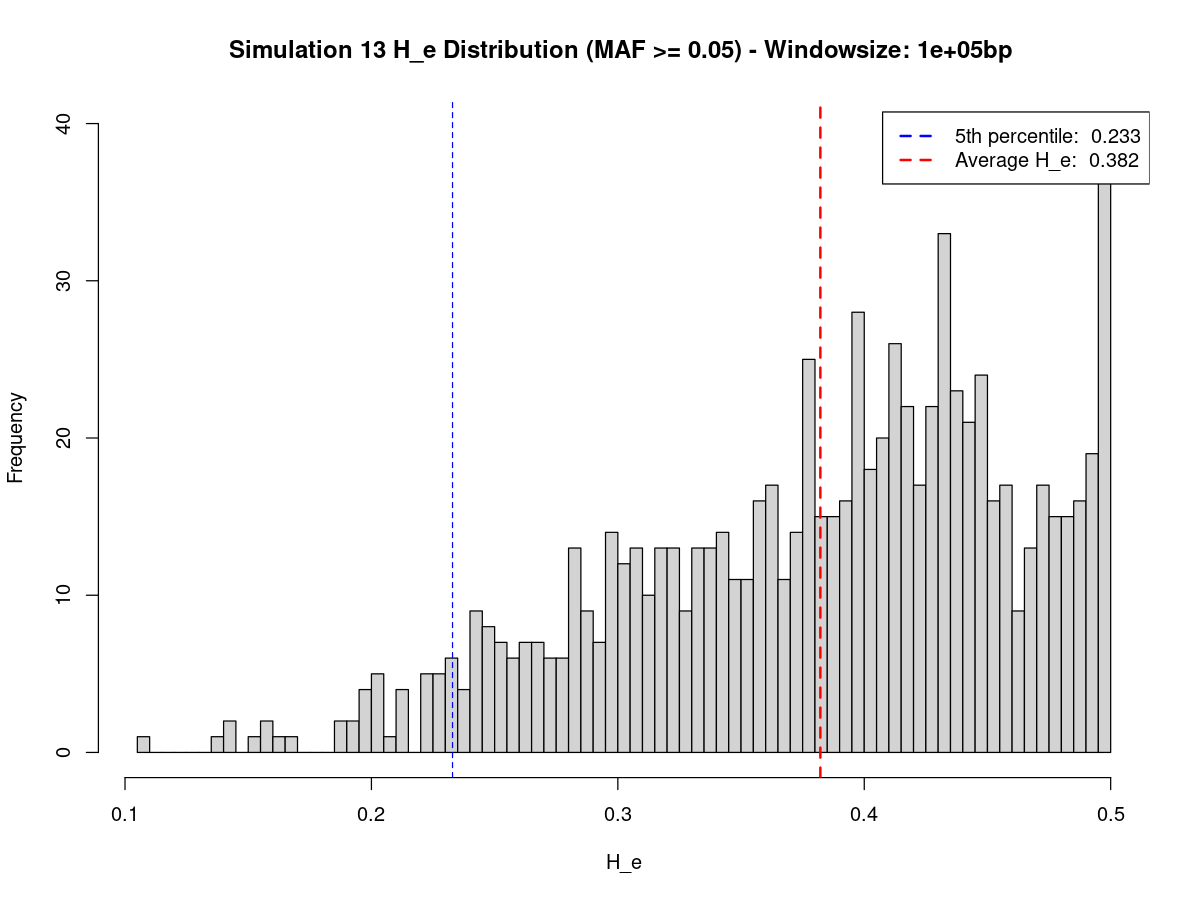 Simulation 13 H_e Distribution (MAF >= 0.05) - Windowsize: 1e+05bp
5th percentile: 0.233
Average H_e: 0.382
Frequency
40
30
20
10
0
0.1 0.2 0.3 0.4 0.5
H_e